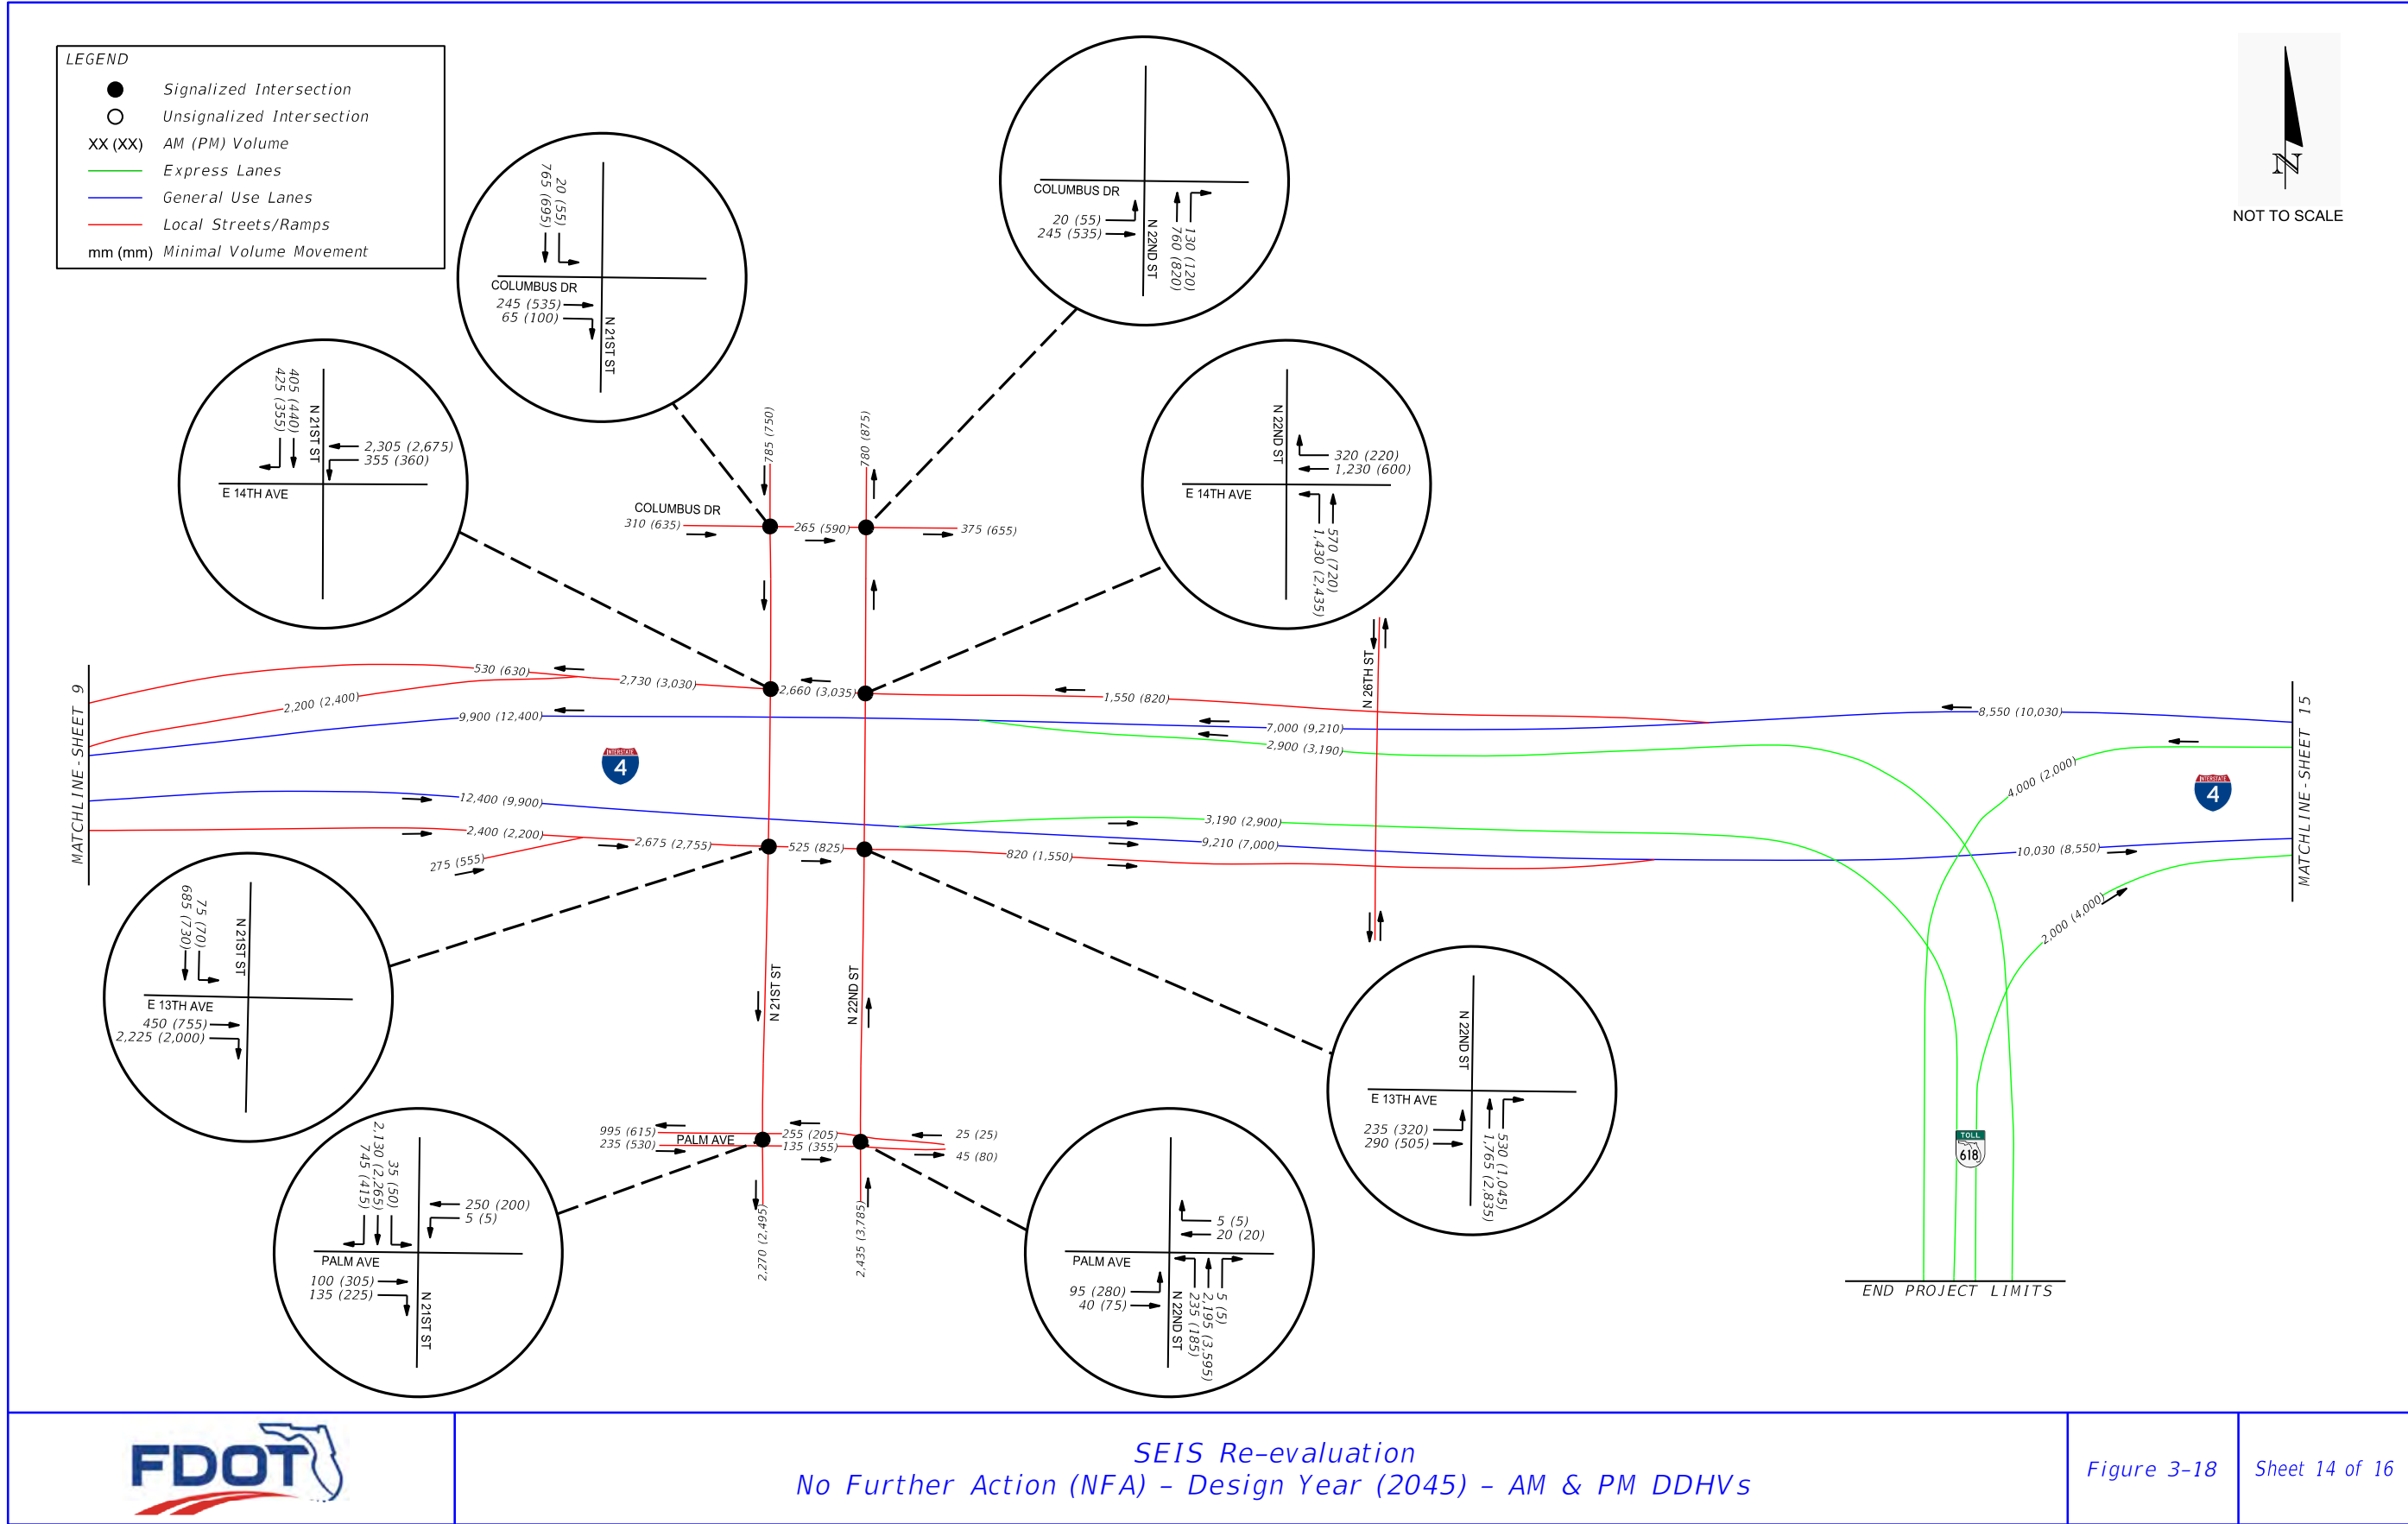 LEGEND
Signalized Intersection
Unsignalized Intersection
XX (XX) AM (PM) Volume
Express Lanes
General Use Lanes
Local Streets/Ramps
mm (mm) Minimal Volume Movement
N
NOT TO SCALE
765 (695)
20 (55)
COLUMBUS DR
245 (535)
65 (100)
N 21ST ST
COLUMBUS DR
20 (55)
245 (535)
N 22ND ST
760 (820)
130 (120)
425 (355)
405 (440)
N 21ST ST
2,305 (2,675)
355 (360)
E 14TH AVE
N 22ND ST
320 (220)
1,230 (600)
E 14TH AVE
1,430 (2,435)
570 (720)
785 (750)
780 (875)
COLUMBUS DR
310 (635)
265 (590)
375 (655)
MATCHLINE-SHEET 9
530 (630)
2,200 (2,400)
2,730 (3,030)
2,660 (3,035)
1,550 (820)
N 26TH ST
9,900 (12,400)
7,000 (9,210)
2,900 (3,190)
8,550 (10,030)
4,000 (2,000)
MATCHLINE-SHEET 15
INTERSTATE
4
INTERSTATE
4
12,400 (9,900)
2,400 (2,200)
275 (555)
2,675 (2,755)
525 (825)
820 (1,550)
3,190 (2,900)
9,210 (7,000)
10,030 (8,550)
2,000 (4,000)
685 (730)
75 (70)
N 21ST ST
E 13TH AVE
450 (755)
2,225 (2,000)
N 21ST ST
N 22ND ST
N 22ND ST
E 13TH AVE
235 (320)
290 (505)
1,765 (2,835)
530 (1,045)
995 (615)
235 (530)
PALM AVE
255 (205)
135 (355)
25 (25)
45 (80)
2,270 (2,495)
2,435 (3,785)
745 (415)
2,130 (2,265)
35 (50)
250 (200)
5 (5)
PALM AVE
100 (305)
135 (225)
N 21ST ST
5 (5)
20 (20)
PALM AVE
95 (280)
40 (75)
N 22ND ST
235 (185)
2,195 (3,595)
5 (5)
TOLL
618
END PROJECT LIMITS
FDOT
SEIS Re-evaluation
No Further Action (NFA) - Design Year (2045) - AM & PM DDHVs
Figure 3-18
Sheet 14 of 16